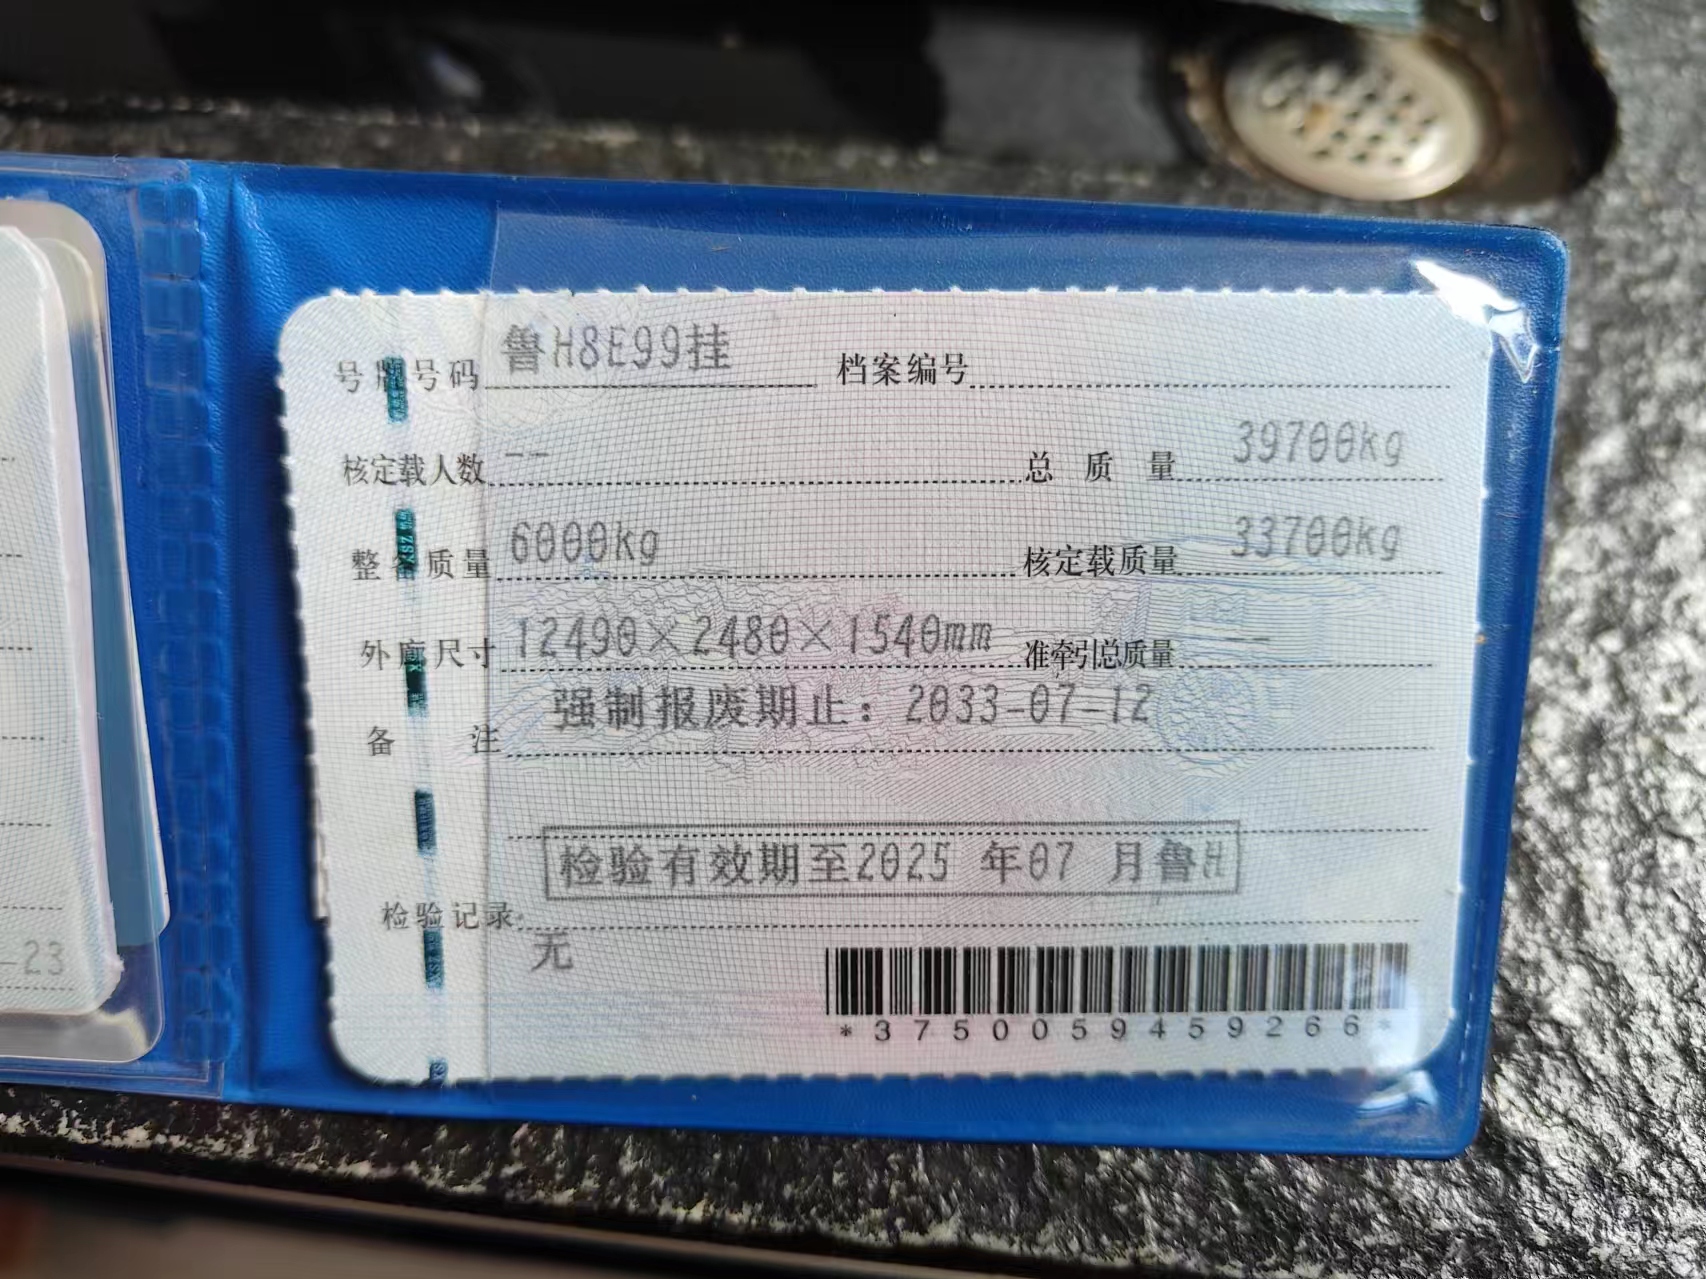 号牌号码 鲁H8E99挂 档案编号
核定载人数 -- 总质量 39700kg
整备质量 6000kg 核定载质量 33700kg
外廓尺寸 12490×2480×1540mm 准牵引总质量 --
备注 强制报废期止：2033-07-12
检验有效期至2025 年07 月鲁H
检验记录
无
*3750059459266*
-23